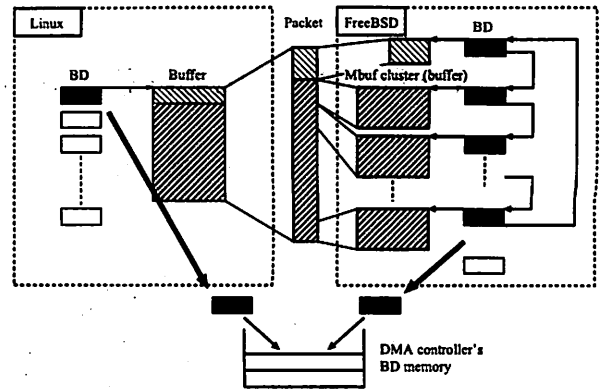 Linux
Packet
FreeBSD
BD
BD
Buffer
Mbuf cluster (buffer)
DMA controller's
BD memory